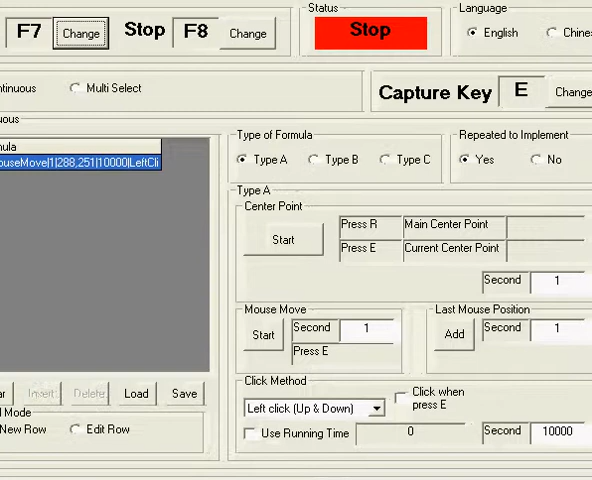 Status
Language
F7 Change Stop F8 Change
Stop
English Chine
tinuous Multi Select
Capture Key E Change
uous
nula
ouseMove|1|288,251|10000|LeftCli
Type of Formula
Type A Type B Type C
Repeated to Implement
Yes No
Type A
Center Point
Start
Press R Main Center Point
Press E Current Center Point
Second 1
Mouse Move
Start Second 1
Press E
Last Mouse Position
Add Second 1
Click Method
Left click (Up & Down)
Click when
press E
Use Running Time 0 Second 10000
ar Insert Delete Load Save
d Mode
New Row Edit Row